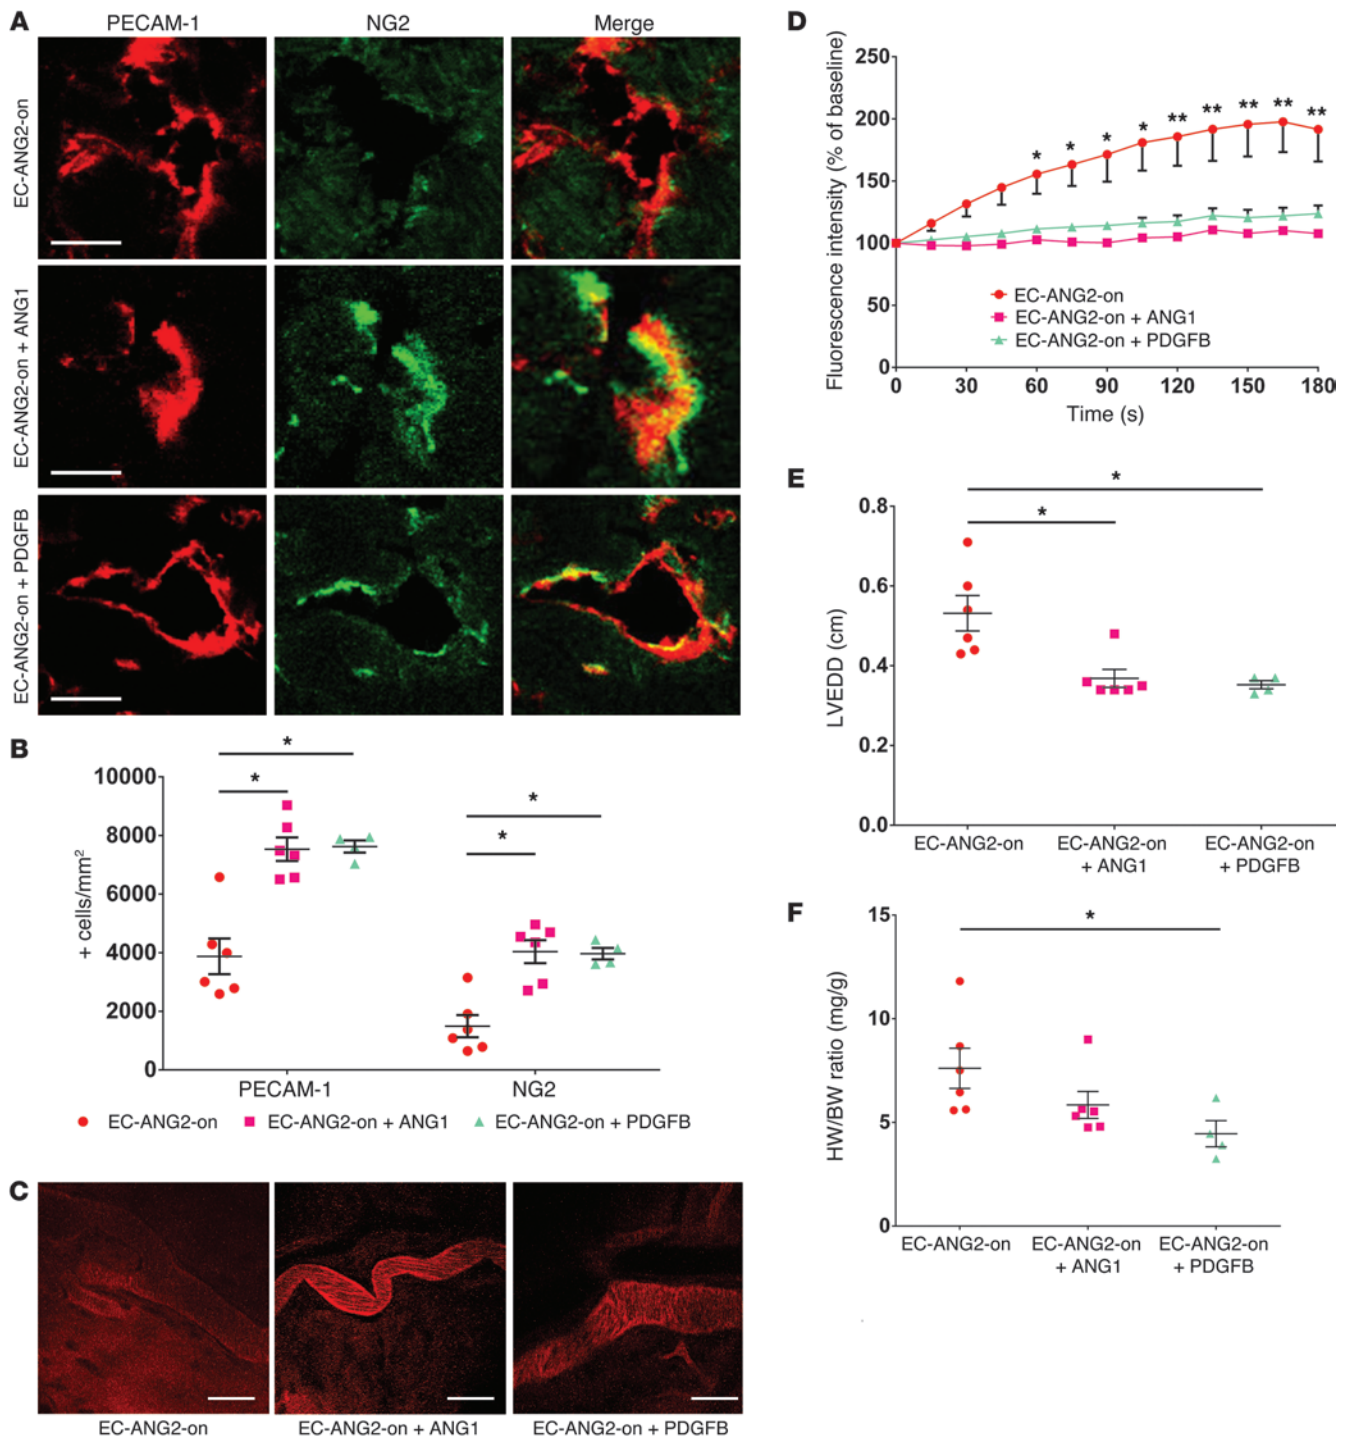 A
PECAM-1 NG2 Merge
EC-ANG2-on
EC-ANG2-on + ANG1
EC-ANG2-on + PDGFB
B
+ cells/mm²
10000
8000
6000
4000
2000
0
* * * *
PECAM-1 NG2
EC-ANG2-on EC-ANG2-on + ANG1 EC-ANG2-on + PDGFB
C
EC-ANG2-on EC-ANG2-on + ANG1 EC-ANG2-on + PDGFB
D
Fluorescence intensity (% of baseline)
250
200
150
100
50
0
* * * * ** ** ** ** **
EC-ANG2-on
EC-ANG2-on + ANG1
EC-ANG2-on + PDGFB
0 30 60 90 120 150 180
Time (s)
E
LVEDD (cm)
0.8
0.6
0.4
0.2
0.0
*
*
EC-ANG2-on EC-ANG2-on EC-ANG2-on
+ ANG1 + PDGFB
F
HW/BW ratio (mg/g)
15
10
5
0
*
EC-ANG2-on EC-ANG2-on EC-ANG2-on
+ ANG1 + PDGFB